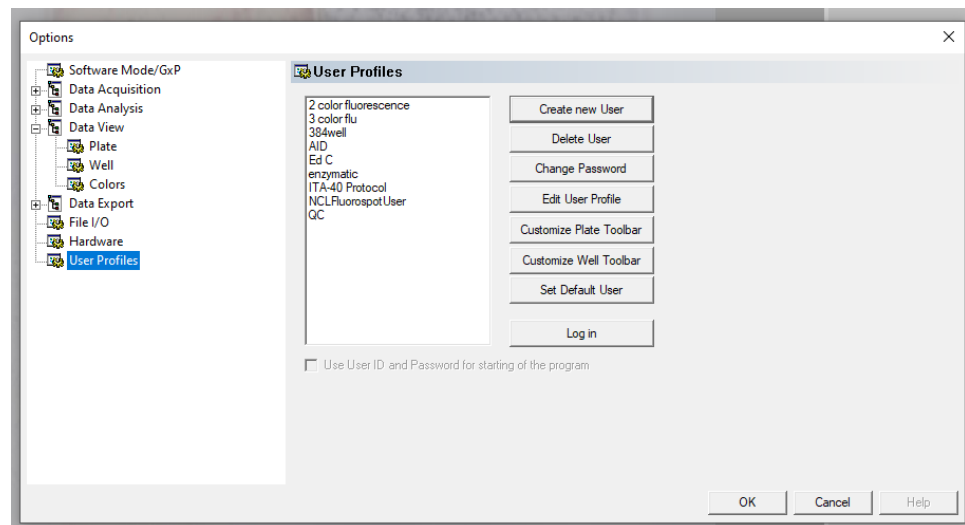 Options
Software Mode/GxP
Data Acquisition
Data Analysis
Data View
Plate
Well
Colors
Data Export
File I/O
Hardware
User Profiles
User Profiles
2 color fluorescence
3 color flu
384well
AID
Ed C
enzymatic
ITA-40 Protocol
NCLFluorospotUser
QC
Create new User
Delete User
Change Password
Edit User Profile
Customize Plate Toolbar
Customize Well Toolbar
Set Default User
Log in
Use User ID and Password for starting of the program
OK
Cancel
Help